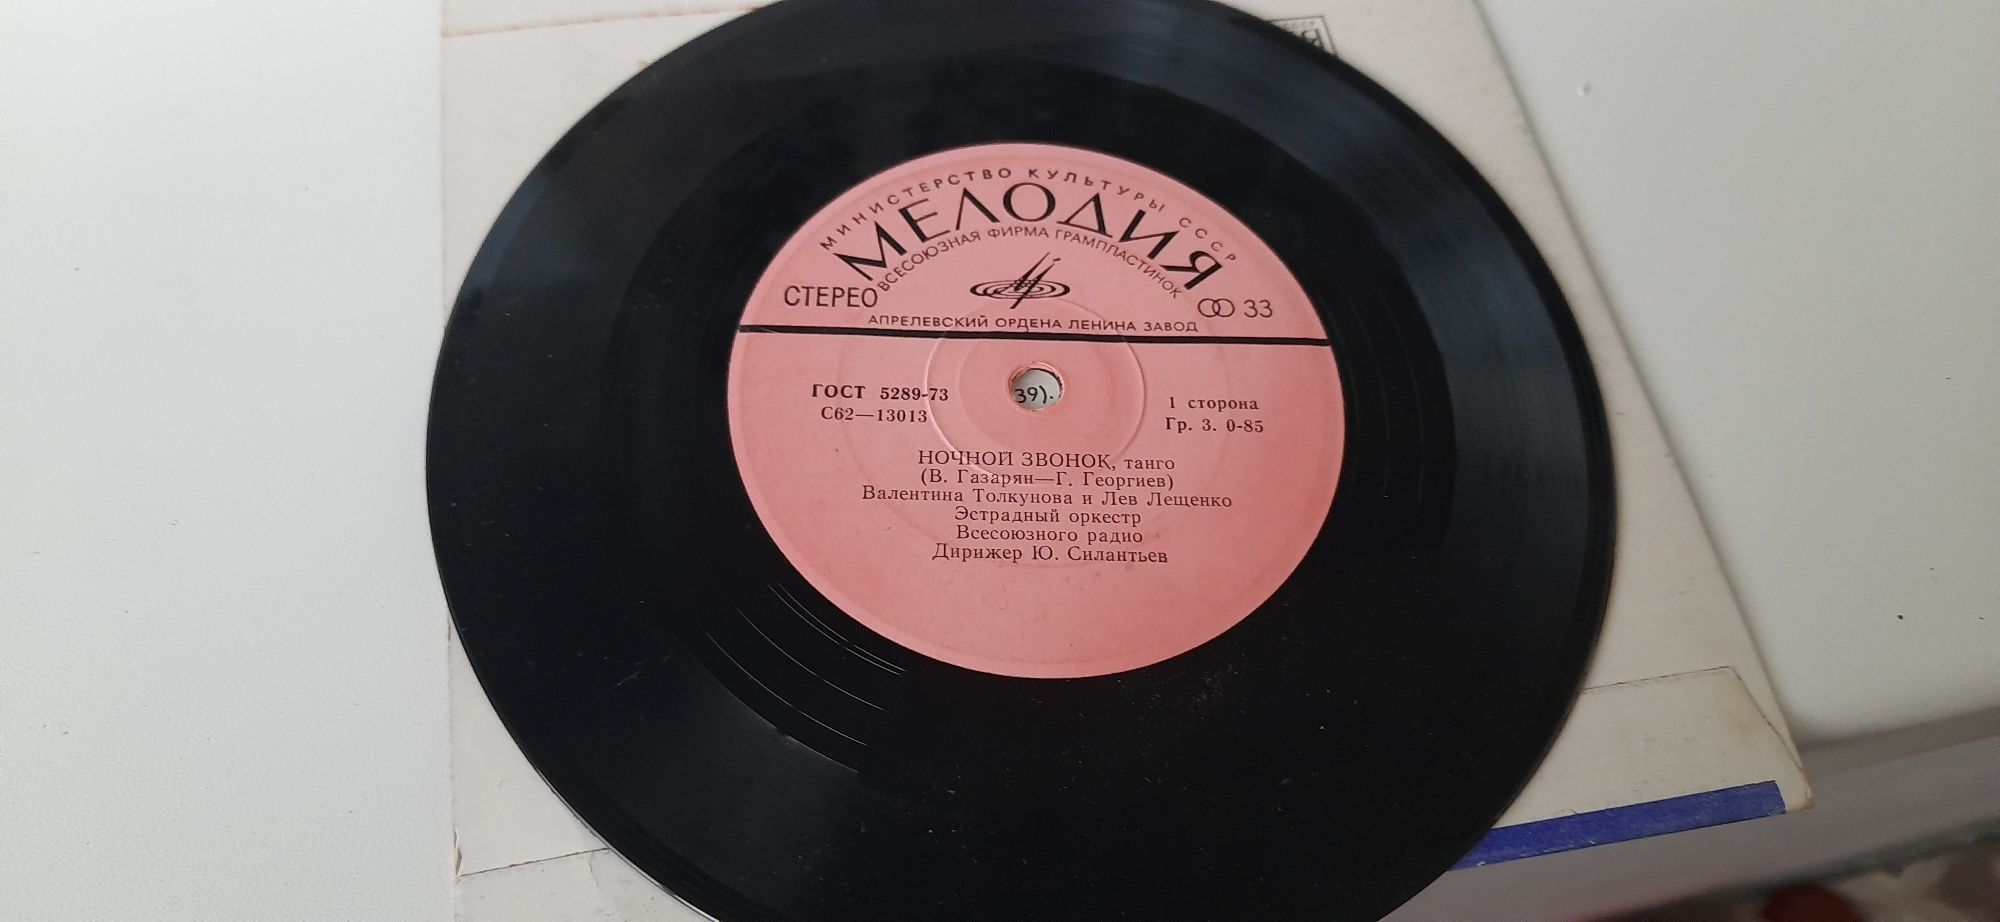 МИНИСТЕРСТВО КУЛЬТУРЫ СССР
МЕЛОДИЯ
ВСЕСОЮЗНАЯ ФИРМА ГРАМПЛАСТИНОК
СТЕРЕО
33
АПРЕЛЕВСКИЙ ОРДЕНА ЛЕНИНА ЗАВОД
ГОСТ 5289-73
С62—13013
39).
1 сторона
Гр. 3. 0-85
НОЧНОЙ ЗВОНОК, танго
(В. Газарян—Г. Георгиев)
Валентина Толкунова и Лев Лещенко
Эстрадный оркестр
Всесоюзного радио
Дирижер Ю. Силантьев